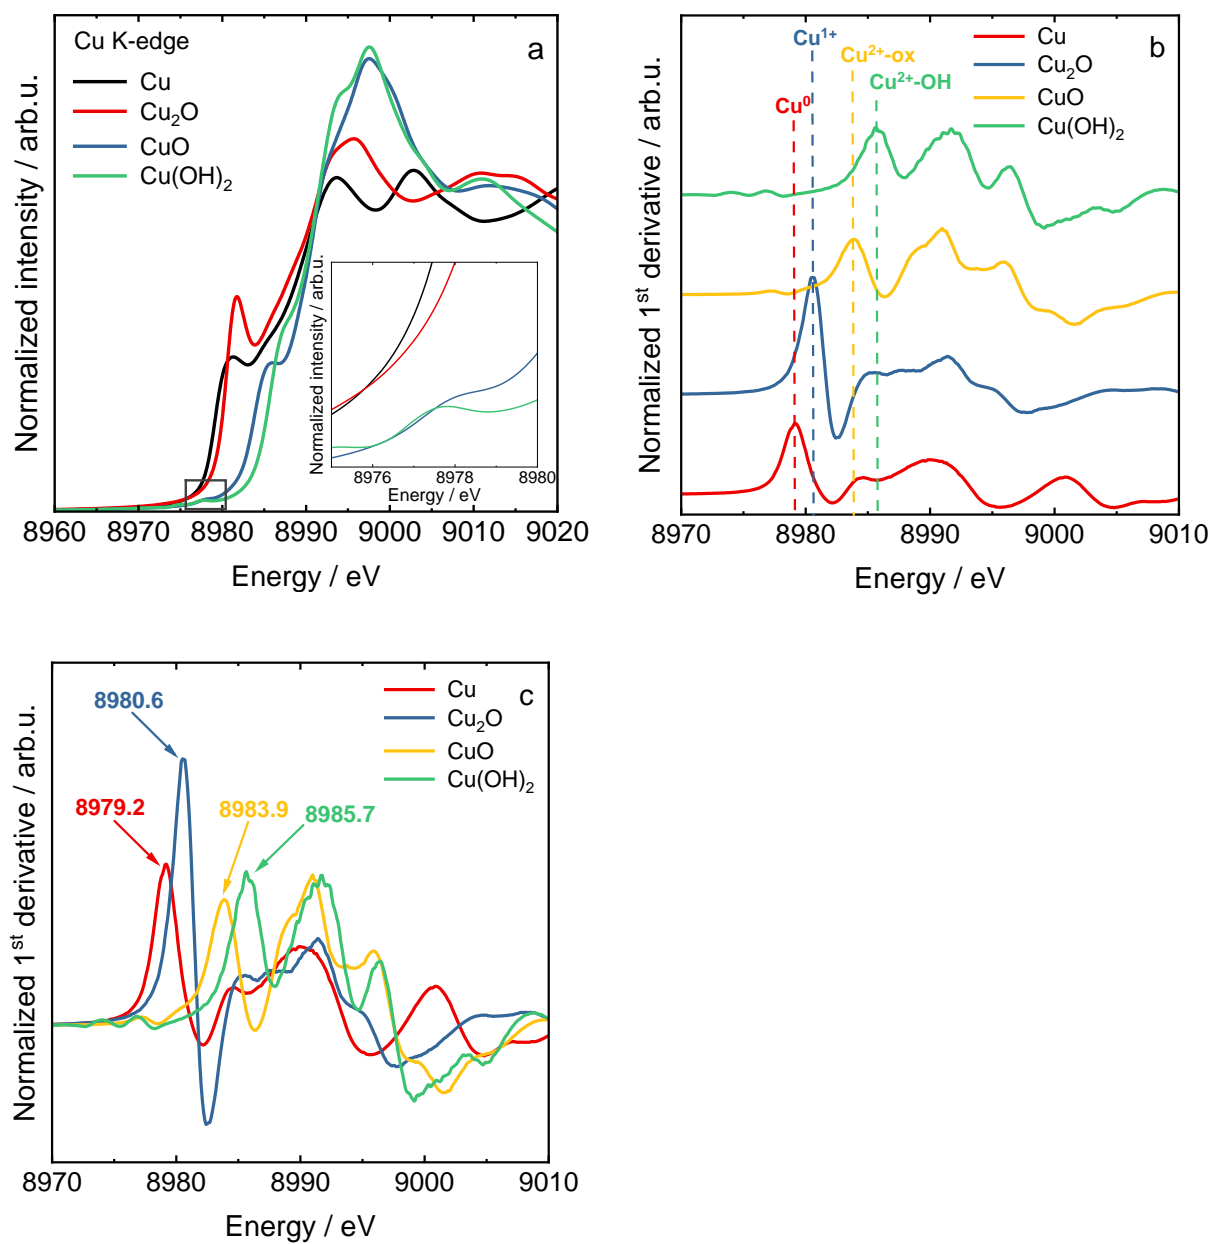 Cu K-edge
a
Cu
Cu₂O
CuO
Cu(OH)₂
Normalized intensity / arb.u.
Normalized intensity / arb.u.
8976 8978 8980
Energy / eV
8960 8970 8980 8990 9000 9010 9020
Energy / eV
b
Cu¹⁺
Cu²⁺-ox
Cu²⁺-OH
Cu⁰
Cu
Cu₂O
CuO
Cu(OH)₂
Normalized 1ˢᵗ derivative / arb.u.
8970 8980 8990 9000 9010
Energy / eV
c
Cu
Cu₂O
CuO
Cu(OH)₂
8980.6
8979.2
8983.9
8985.7
Normalized 1ˢᵗ derivative / arb.u.
8970 8980 8990 9000 9010
Energy / eV